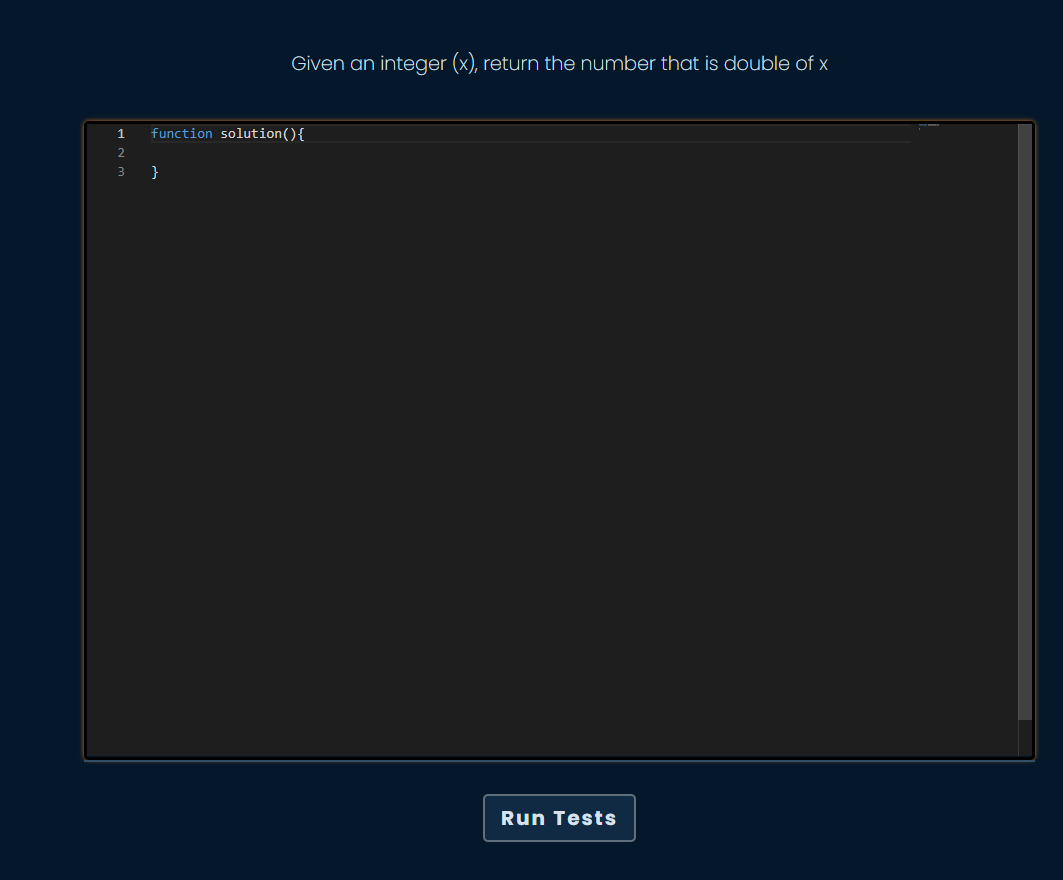 Given an integer (x), return the number that is double of x
1 function solution(){
2
3 }
Run Tests